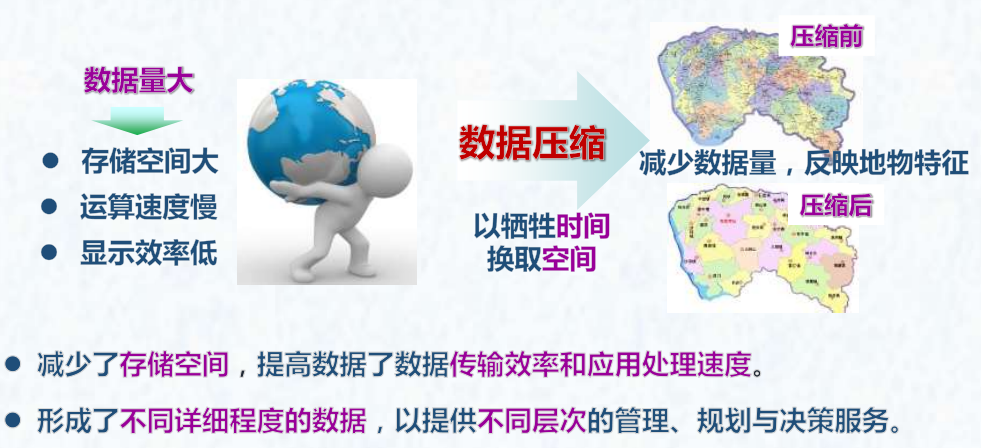 压缩前
数据量大
数据压缩
● 存储空间大
● 运算速度慢
● 显示效率低
减少数据量，反映地物特征
压缩后
以牺牲时间
换取空间
● 减少了存储空间，提高数据了数据传输效率和应用处理速度。
● 形成了不同详细程度的数据，以提供不同层次的管理、规划与决策服务。